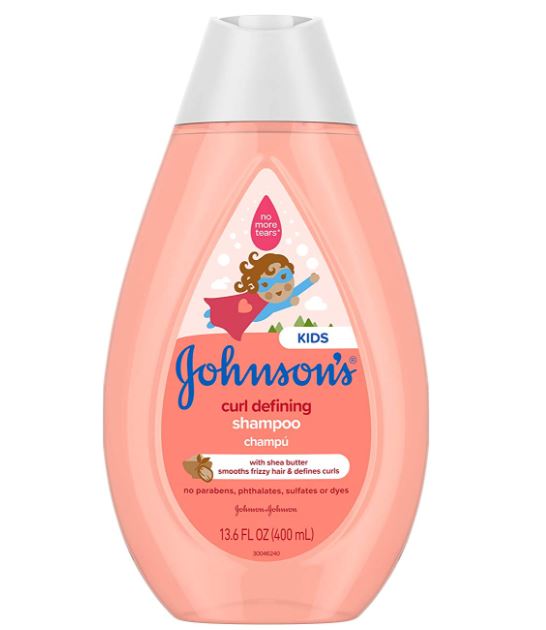 no
more
tears*
KIDS
Johnson's®
curl defining
shampoo
champú
with shea butter
smooths frizzy hair & defines curls
no parabens, phthalates, sulfates or dyes
Johnson & Johnson
13.6 FL OZ (400 mL)
30046240